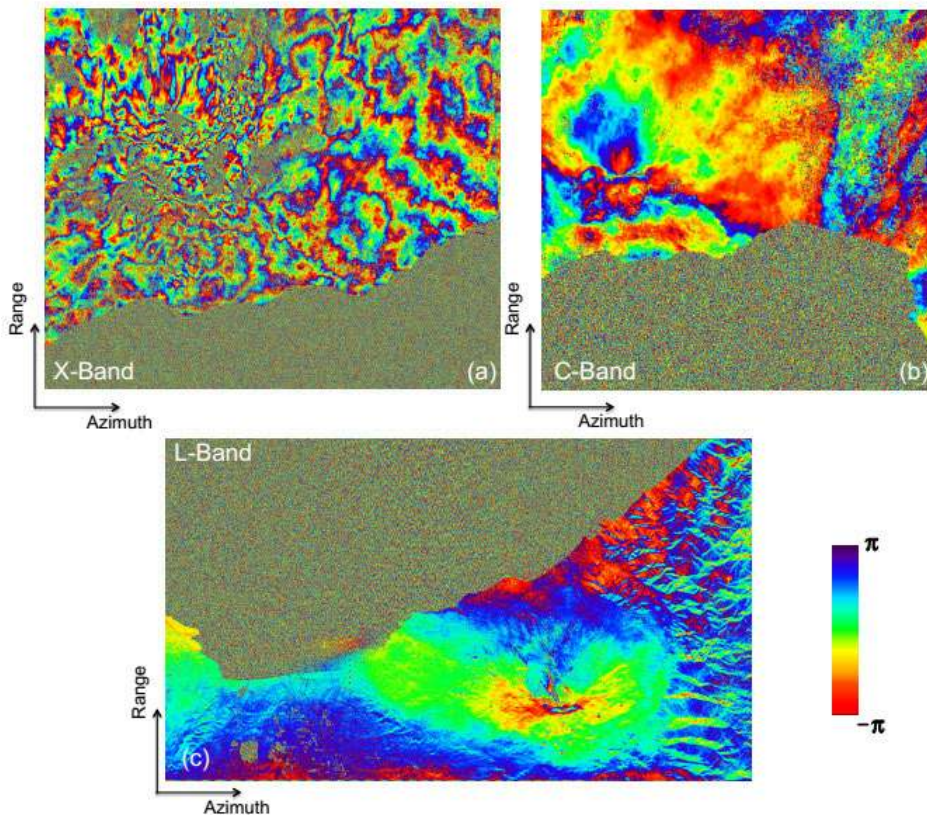 Range
X-Band
(a)
Azimuth
Range
C-Band
(b)
Azimuth
L-Band
Range
(c)
Azimuth
π
-π